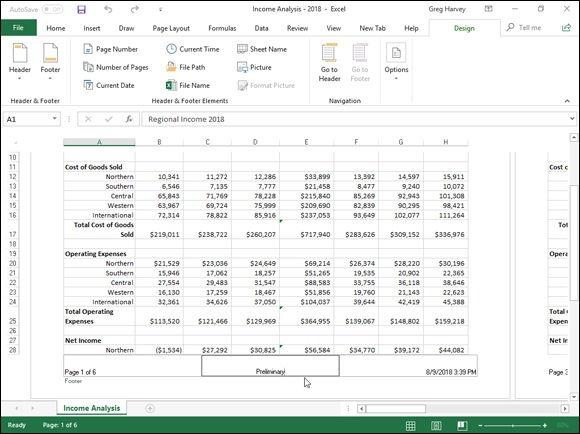 AutoSave Off Income Analysis - 2018 - Excel Greg Harvey
File Home Insert Draw Page Layout Formulas Data Review View New Tab Help Design Tell me
Header Footer
Page Number Current Time Sheet Name
Number of Pages File Path Picture
Current Date File Name Format Picture
Go to Header Go to Footer Options
Header & Footer Header & Footer Elements Navigation
A1 fx Regional Income 2018
A B C D E F G H
10
11 Cost of Goods Sold Cost c
12 Northern 10,341 11,272 12,286 $33,899 13,392 14,597 15,911
13 Southern 6,546 7,135 7,777 $21,458 8,477 9,240 10,072
14 Central 65,843 71,769 78,228 $215,840 85,269 92,943 101,308
15 Western 63,967 69,724 75,999 $209,690 82,839 90,295 98,421
16 International 72,314 78,822 85,916 $237,053 93,649 102,077 111,264
Total Cost of Goods Tot
17 Sold $219,011 $238,722 $260,207 $717,940 $283,626 $309,152 $336,976
18
19 Operating Expenses Opera
20 Northern $21,529 $23,036 $24,649 $69,214 $26,374 $28,220 $30,196
21 Southern 15,946 17,062 18,257 $51,265 19,535 20,902 22,365
22 Central 27,554 29,483 31,547 $88,583 33,755 36,118 38,646
23 Western 16,130 17,259 18,467 $51,856 19,760 21,143 22,623
24 International 32,361 34,626 37,050 $104,037 39,644 42,419 45,388
Total Operating Total
25 Expenses $113,520 $121,466 $129,969 $364,955 $139,067 $148,802 $159,218 Expen
26
27 Net Income Net In
28 Northern ($1,534) $27,292 $30,825 $56,584 $34,770 $39,172 $44,082
Page 1 of 6 Preliminary 8/9/2018 3:39 PM Page 3
Footer
Income Analysis
Ready Page: 1 of 6